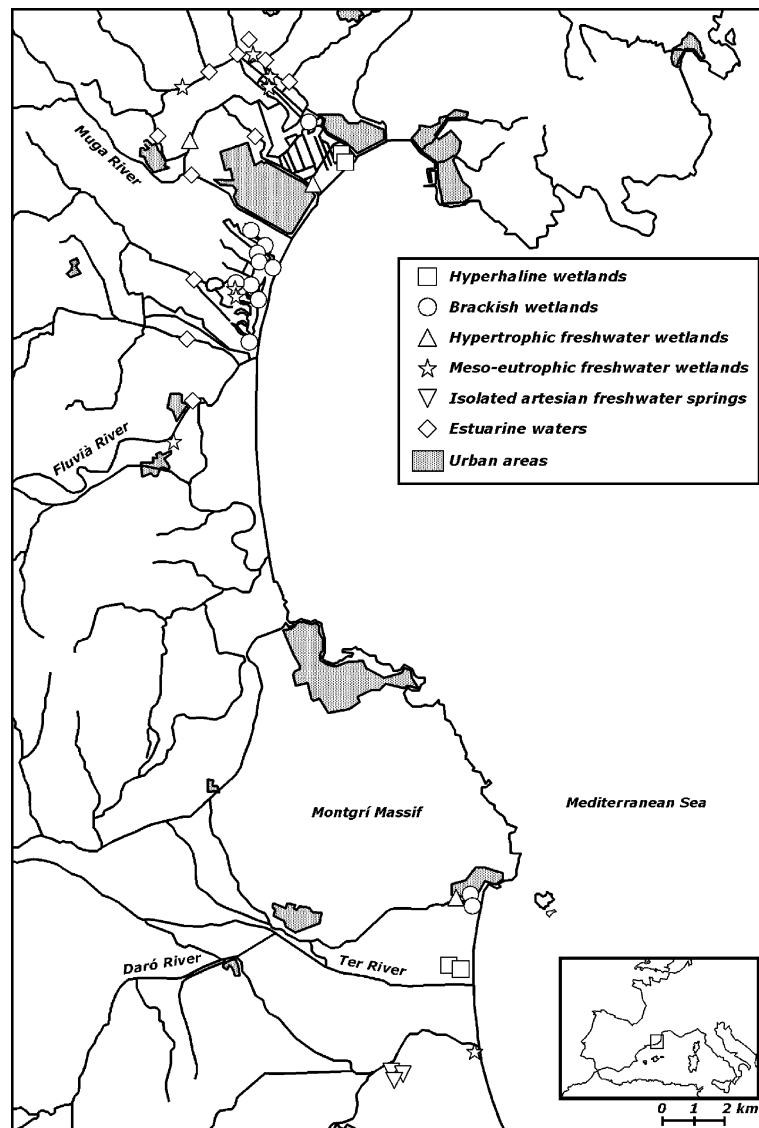 Muga River
Hyperhaline wetlands
Brackish wetlands
Hypertrophic freshwater wetlands
Meso-eutrophic freshwater wetlands
Isolated artesian freshwater springs
Estuarine waters
Urban areas
Fluvià River
Montgrí Massif
Mediterranean Sea
Daró River
Ter River
0 1 2 km